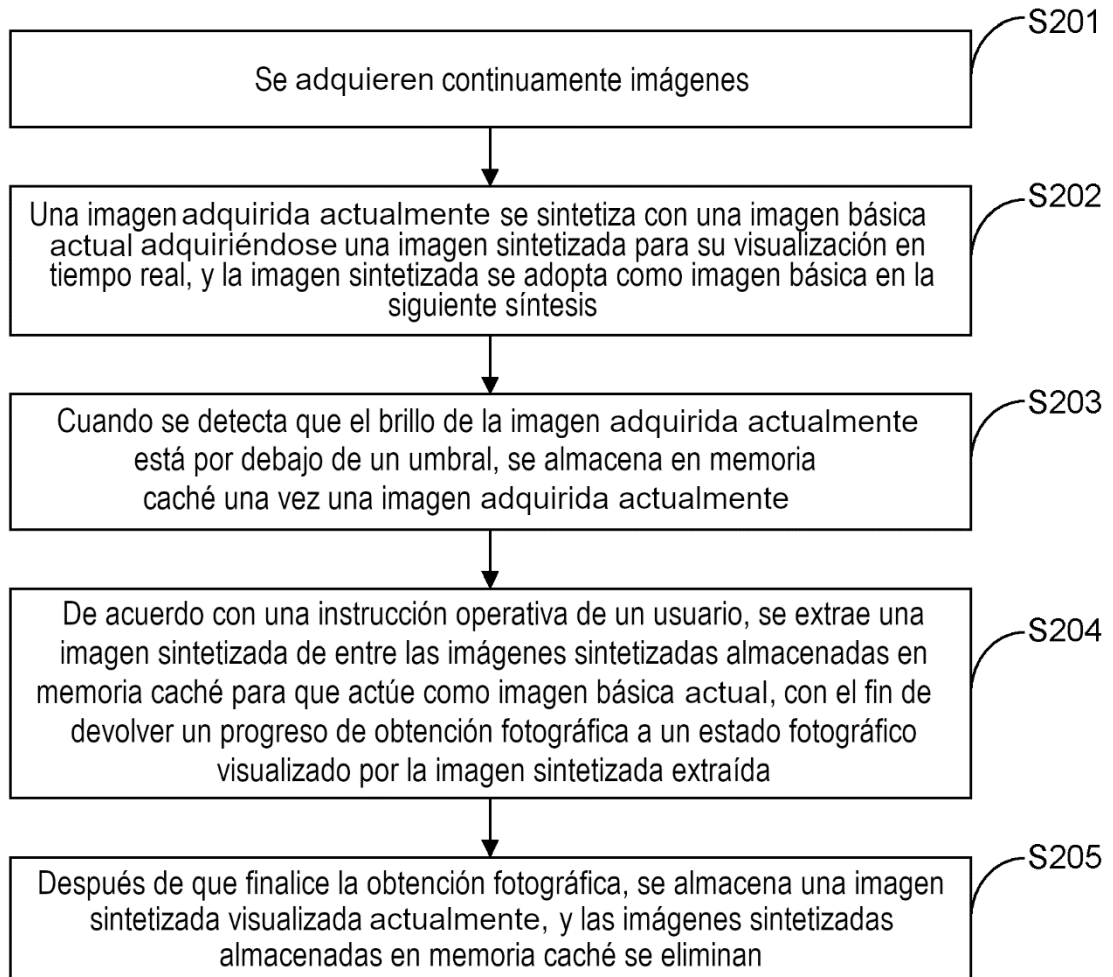 S201
Se adquieren continuamente imágenes
S202
Una imagen adquirida actualmente se sintetiza con una imagen básica
actual adquiriéndose una imagen sintetizada para su visualización en
tiempo real, y la imagen sintetizada se adopta como imagen básica en la
siguiente síntesis
S203
Cuando se detecta que el brillo de la imagen adquirida actualmente
está por debajo de un umbral, se almacena en memoria
caché una vez una imagen adquirida actualmente
S204
De acuerdo con una instrucción operativa de un usuario, se extrae una
imagen sintetizada de entre las imágenes sintetizadas almacenadas en
memoria caché para que actúe como imagen básica actual, con el fin de
devolver un progreso de obtención fotográfica a un estado fotográfico
visualizado por la imagen sintetizada extraída
S205
Después de que finalice la obtención fotográfica, se almacena una imagen
sintetizada visualizada actualmente, y las imágenes sintetizadas
almacenadas en memoria caché se eliminan